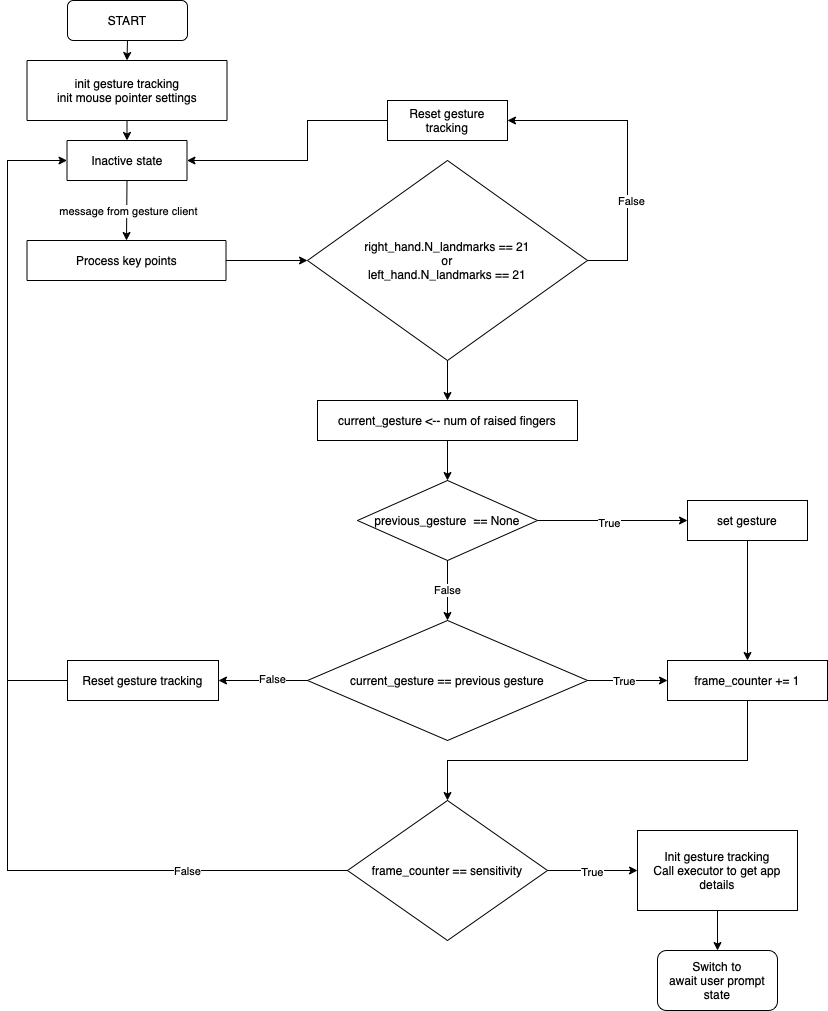 START
init gesture tracking
init mouse pointer settings
Reset gesture
tracking
Inactive state
message from gesture client
False
Process key points
right_hand.N_landmarks == 21
or
left_hand.N_landmarks == 21
current_gesture <-- num of raised fingers
previous_gesture == None
True
set gesture
False
Reset gesture tracking
False
current_gesture == previous gesture
True
frame_counter += 1
False
frame_counter == sensitivity
True
Init gesture tracking
Call executor to get app
details
Switch to
await user prompt
state